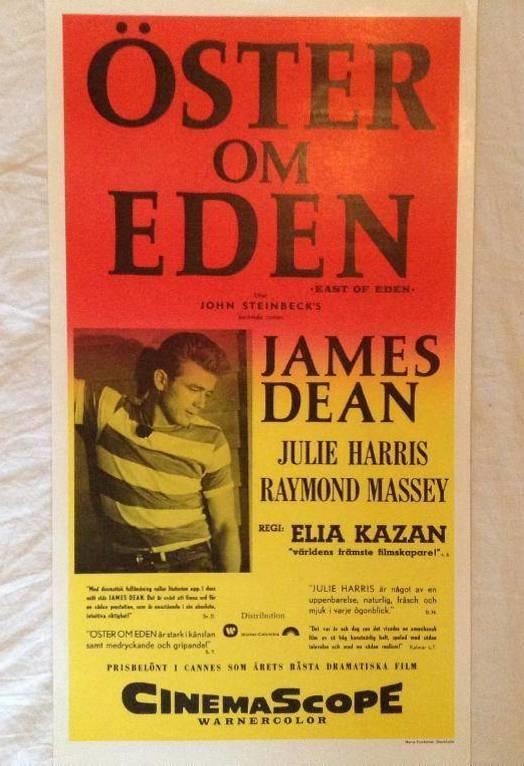 ÖSTER
OM
EDEN
·EAST OF EDEN·
JOHN STEINBECK'S
JAMES
DEAN
JULIE HARRIS
RAYMOND MASSEY
REGI: ELIA KAZAN
"världens främste filmskapare!"
"JULIE HARRIS är något av en
uppenbarelse, naturlig, fräsch och
mjuk i varje ögonblick."
"ÖSTER OM EDEN är stark i känslan
samt medryckande och gripande!"
Distribution
W Warner-Columbia
PRISBELÖNT I CANNES SOM ÅRETS BÄSTA DRAMATISKA FILM
CINEMASCOPE
WARNERCOLOR